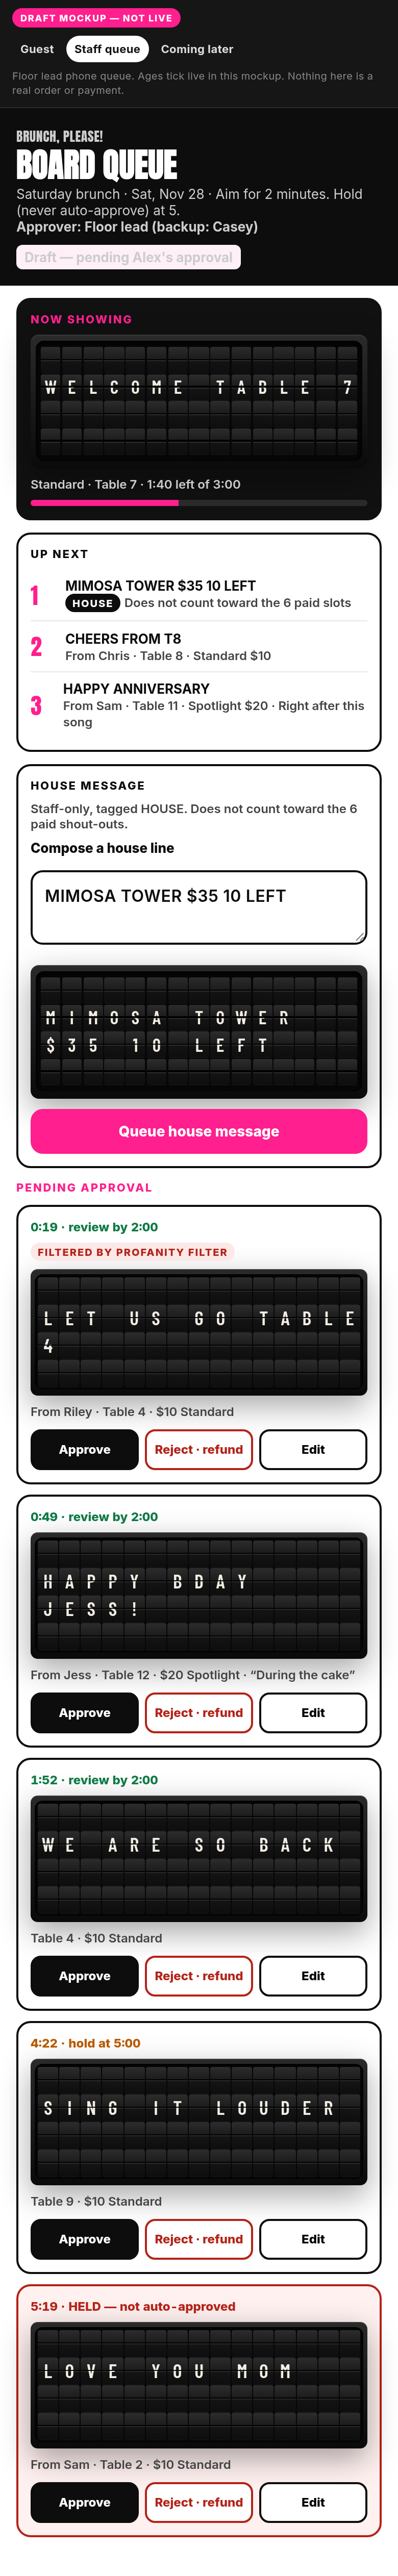 DRAFT MOCKUP — NOT LIVE
Guest Staff queue Coming later
Floor lead phone queue. Ages tick live in this mockup. Nothing here is a
real order or payment.
BRUNCH, PLEASE!
BOARD QUEUE
Saturday brunch · Sat, Nov 28 · Aim for 2 minutes. Hold
(never auto-approve) at 5.
Approver: Floor lead (backup: Casey)
Draft — pending Alex's approval
NOW SHOWING
WELCOME TABLE 7
Standard · Table 7 · 1:40 left of 3:00
UP NEXT
1 MIMOSA TOWER $35 10 LEFT
HOUSE Does not count toward the 6 paid slots
2 CHEERS FROM T8
From Chris · Table 8 · Standard $10
3 HAPPY ANNIVERSARY
From Sam · Table 11 · Spotlight $20 · Right after this
song
HOUSE MESSAGE
Staff-only, tagged HOUSE. Does not count toward the 6
paid shout-outs.
Compose a house line
MIMOSA TOWER $35 10 LEFT
MIMOSA TOWER
$35 10 LEFT
Queue house message
PENDING APPROVAL
0:19 · review by 2:00
FILTERED BY PROFANITY FILTER
LET US GO TABLE
4
From Riley · Table 4 · $10 Standard
Approve Reject · refund Edit
0:49 · review by 2:00
HAPPY BDAY
JESS!
From Jess · Table 12 · $20 Spotlight · “During the cake”
Approve Reject · refund Edit
1:52 · review by 2:00
WE ARE SO BACK
Table 4 · $10 Standard
Approve Reject · refund Edit
4:22 · hold at 5:00
SING IT LOUDER
Table 9 · $10 Standard
Approve Reject · refund Edit
5:19 · HELD — not auto-approved
LOVE YOU MOM
From Sam · Table 2 · $10 Standard
Approve Reject · refund Edit